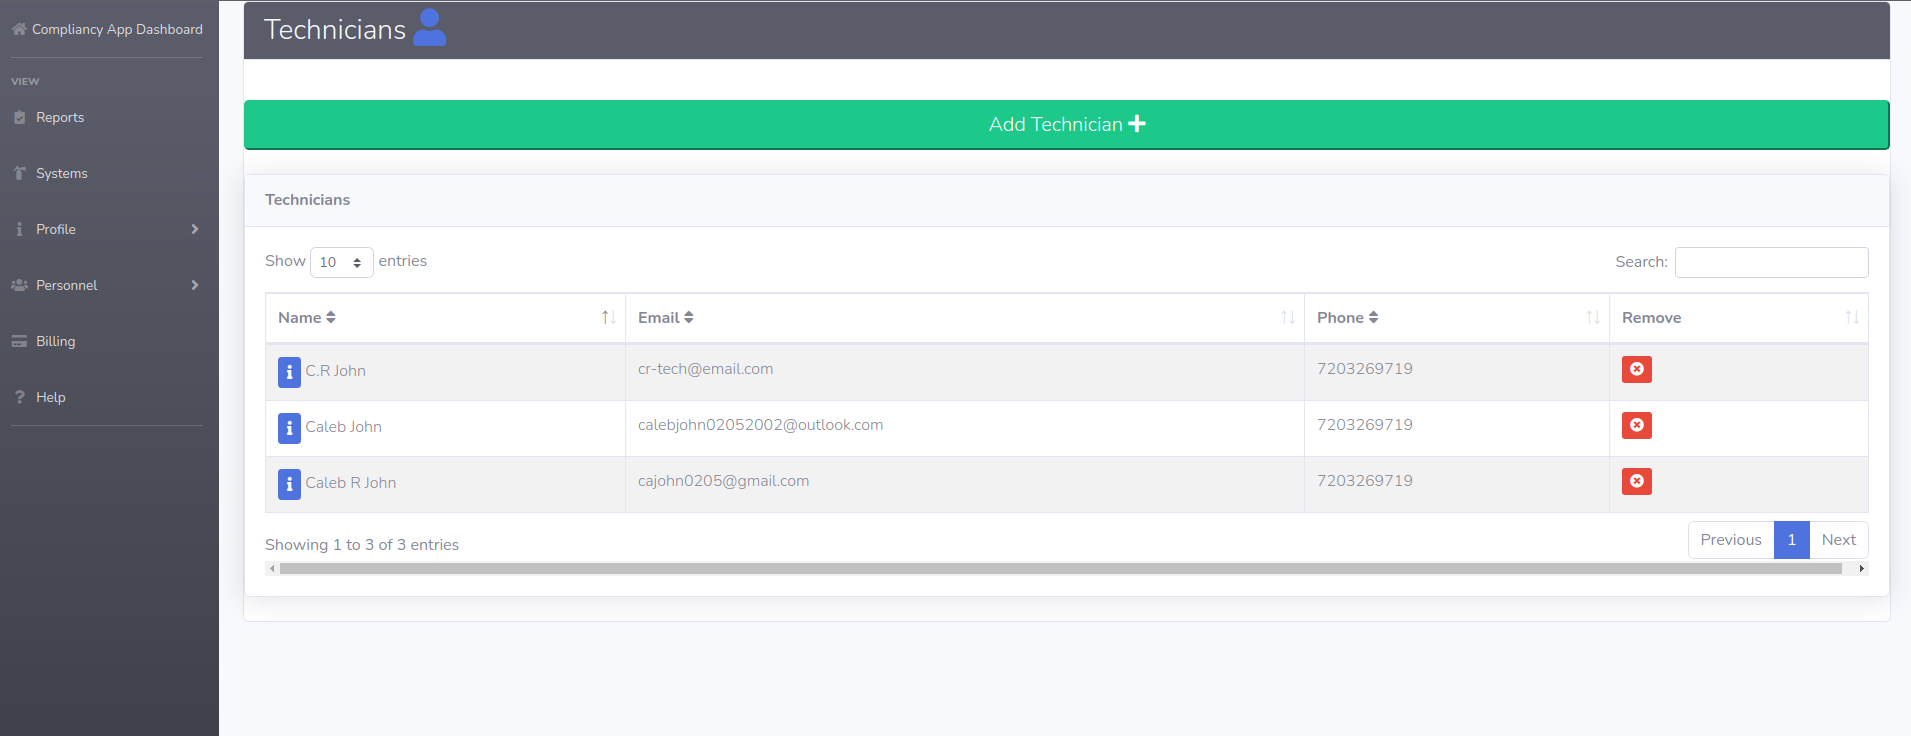 Compliancy App Dashboard
VIEW
Reports
Systems
Profile
Personnel
Billing
Help
Technicians
Add Technician
Technicians
Show 10 entries
Search:
Name Email Phone Remove
C.R John cr-tech@email.com 7203269719
Caleb John calebjohn02052002@outlook.com 7203269719
Caleb R John cajohn0205@gmail.com 7203269719
Showing 1 to 3 of 3 entries
Previous 1 Next